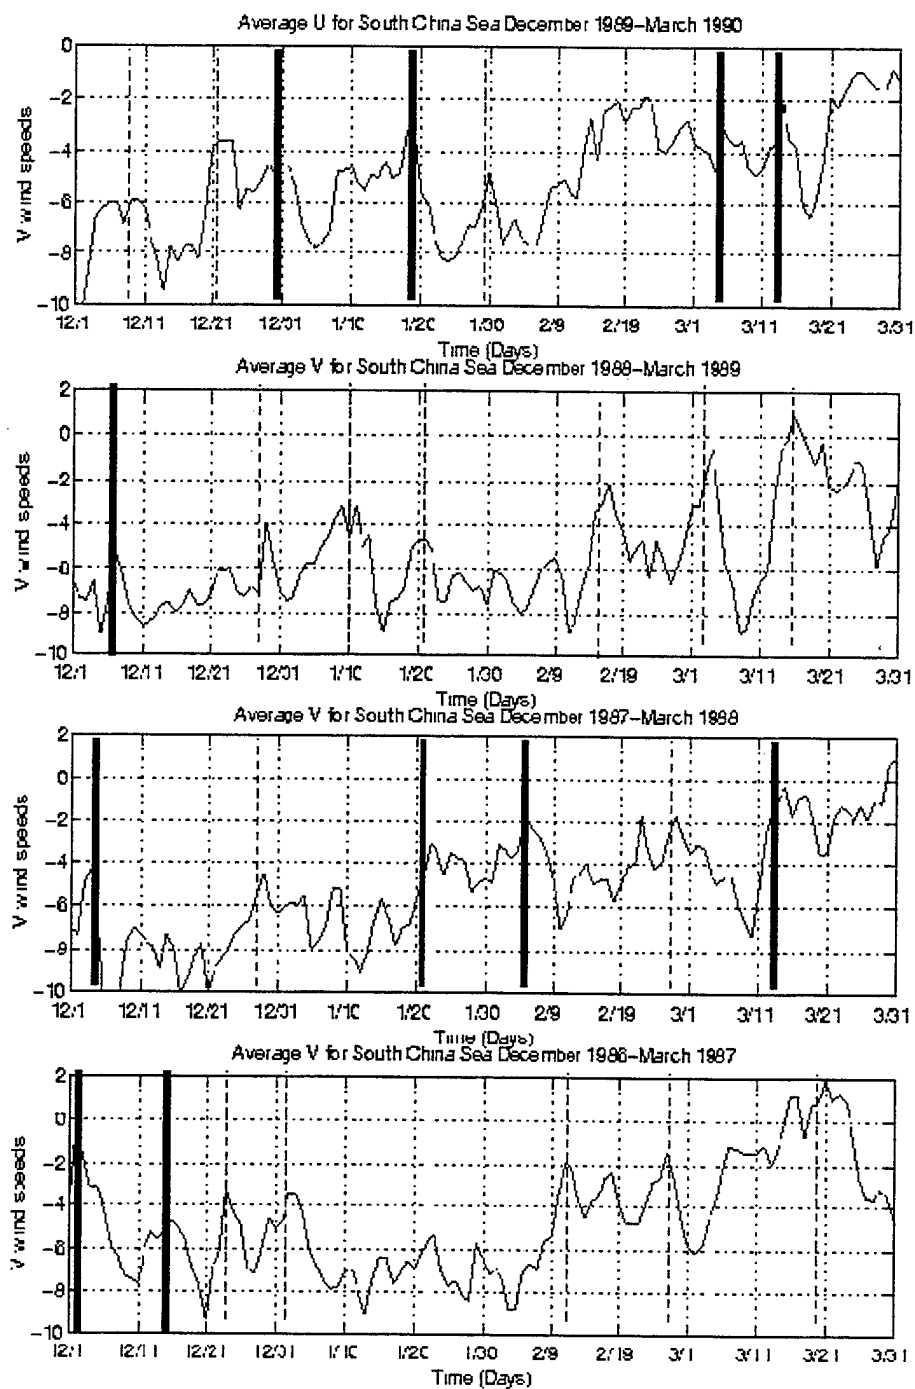 Average U for South China Sea December 1989-March 1990
V wind speeds
0
-2
-4
-6
-8
-10
12/1 12/11 12/21 12/31 1/10 1/20 1/30 2/9 2/19 3/1 3/11 3/21 3/31
Time (Days)
Average V for South China Sea December 1988-March 1989
V wind speeds
2
0
-2
-4
-6
-8
-10
12/1 12/11 12/21 12/31 1/10 1/20 1/30 2/9 2/19 3/1 3/11 3/21 3/31
Time (Days)
Average V for South China Sea December 1987-March 1988
V wind speeds
2
0
-2
-4
-6
-8
-10
12/1 12/11 12/21 12/31 1/10 1/20 1/30 2/9 2/19 3/1 3/11 3/21 3/31
Time (Days)
Average V for South China Sea December 1986-March 1987
V wind speeds
2
0
-2
-4
-6
-8
-10
12/1 12/11 12/21 12/31 1/10 1/20 1/30 2/9 2/19 3/1 3/11 3/21 3/31
Time (Days)